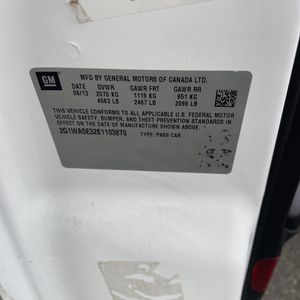 GM
MFD BY GENERAL MOTORS OF CANADA LTD.
DATE GVWR GAWR FRT GAWR RR
08/13 2070 KG 1119 KG 951 KG
4563 LB 2467 LB 2096 LB
THIS VEHICLE CONFORMS TO ALL APPLICABLE U.S. FEDERAL MOTOR
VEHICLE SAFETY, BUMPER, AND THEFT PREVENTION STANDARDS
IN EFFECT ON THE DATE OF MANUFACTURE SHOWN ABOVE.
2G1WA5E32E1103870 TYPE: PASS CAR